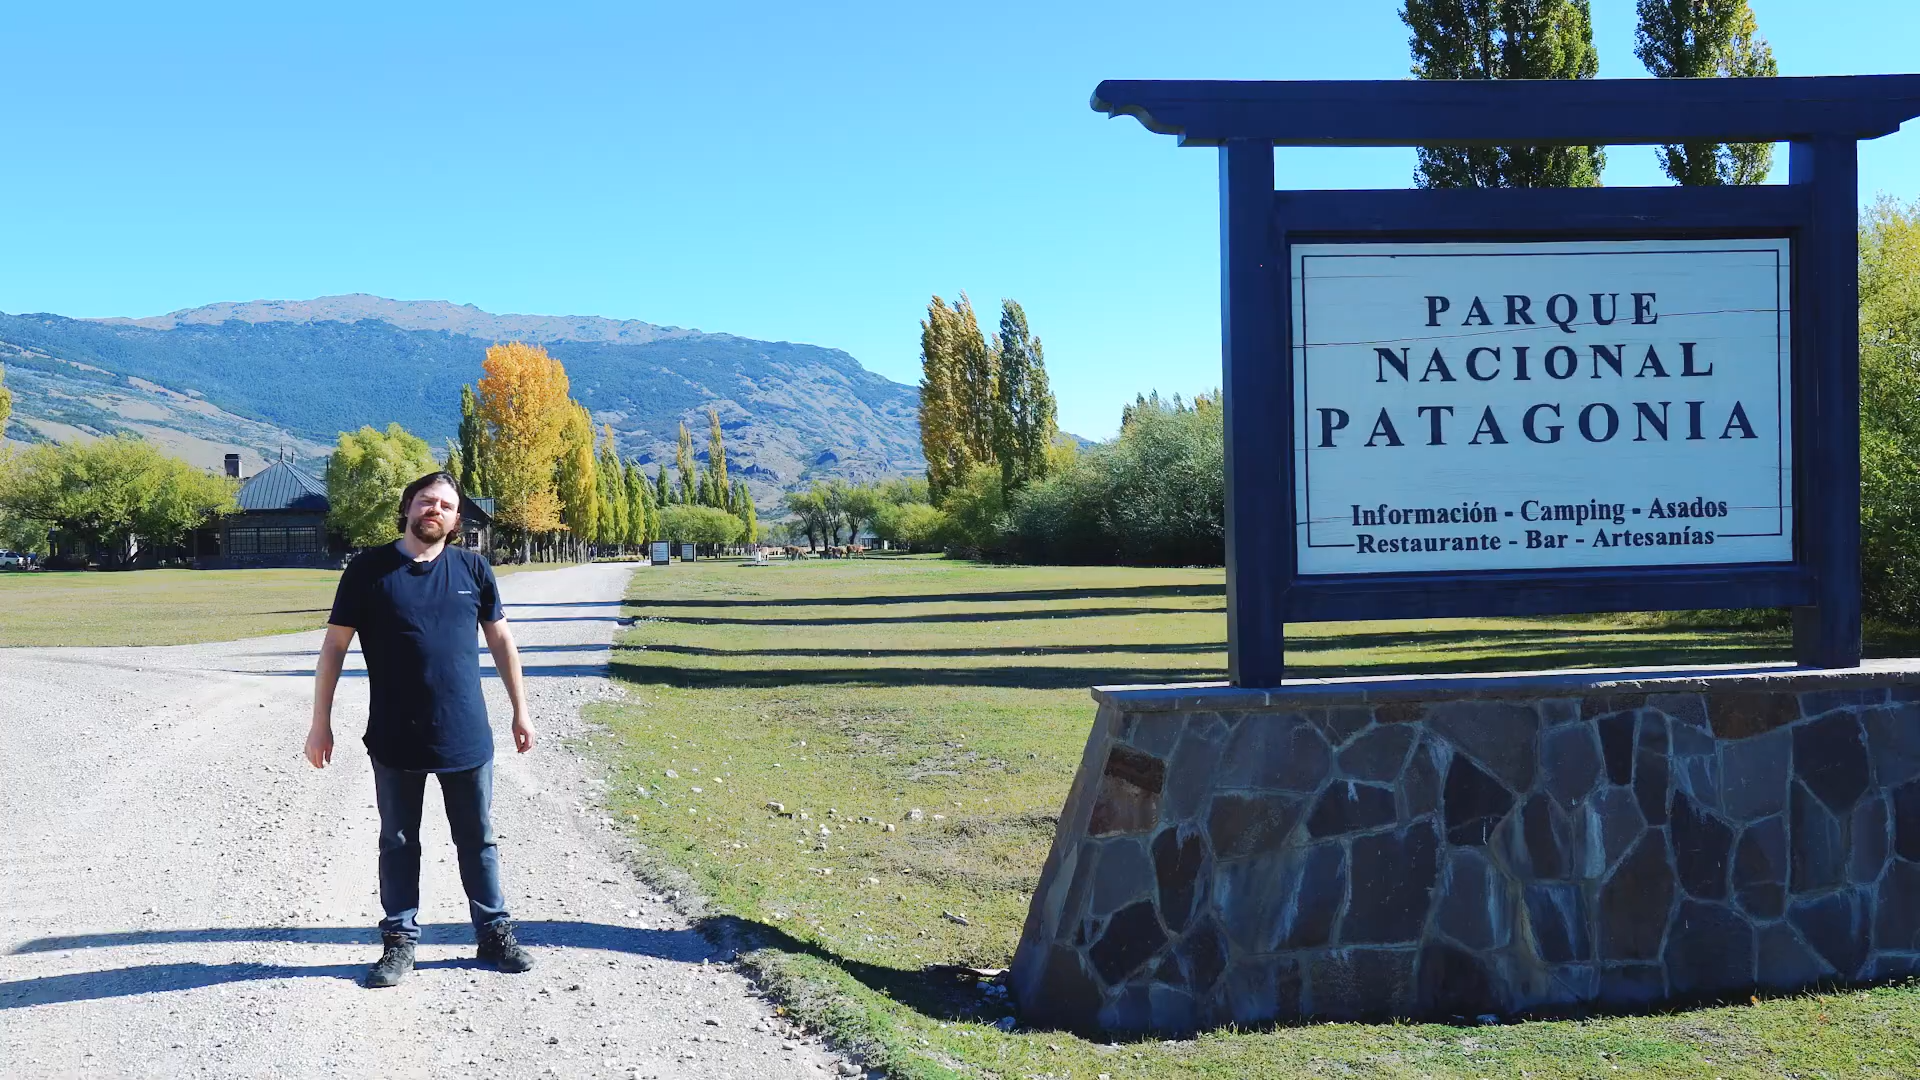 PARQUE
NACIONAL
PATAGONIA
Información - Camping - Asados
Restaurante - Bar - Artesanías